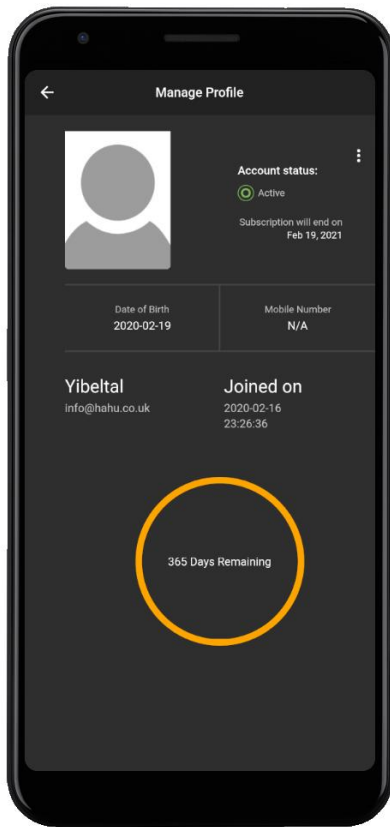 Manage Profile
Account status:
Active
Subscription will end on
Feb 19, 2021
Date of Birth
2020-02-19
Mobile Number
N/A
Yibeltal
info@hahu.co.uk
Joined on
2020-02-16
23:26:36
365 Days Remaining